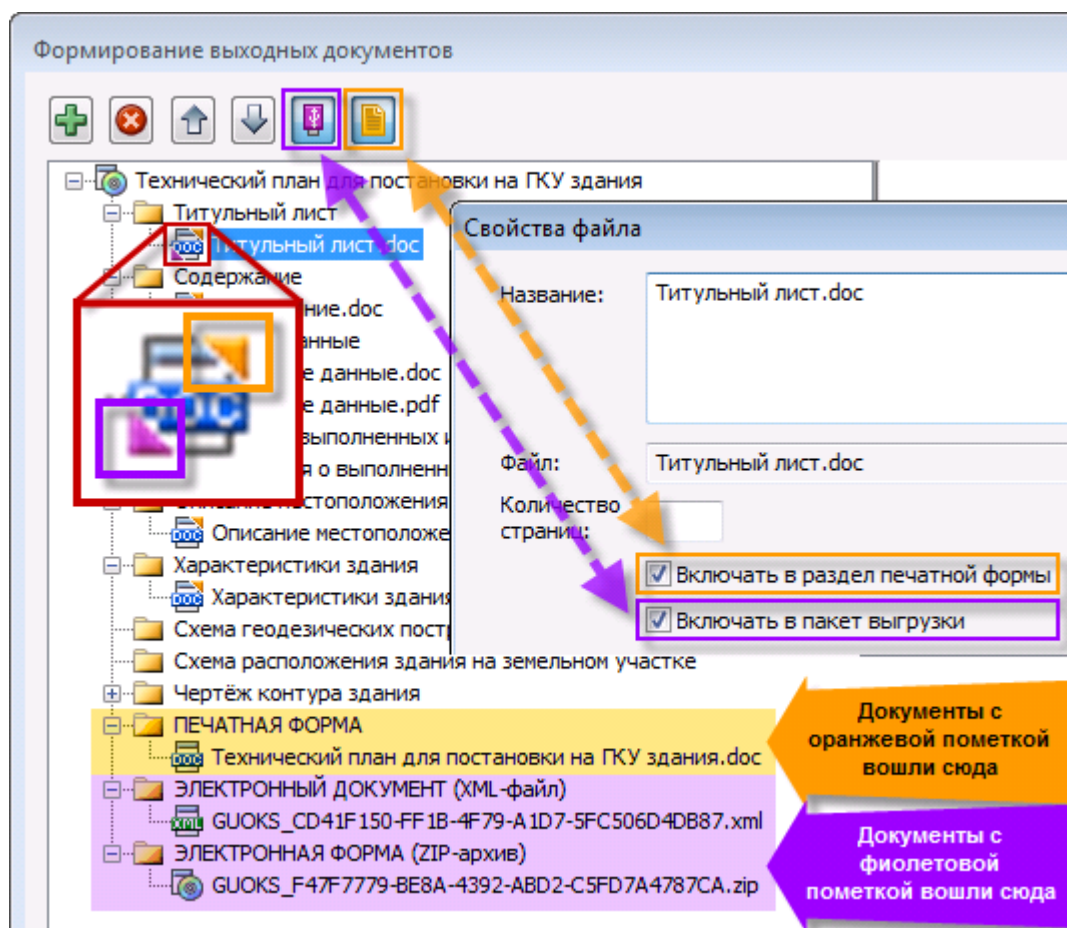 Формирование выходных документов
Технический план для постановки на ГКУ здания
Титульный лист
Титульный лист.doc
Содержание
ние.doc
анные
е данные.doc
е данные.pdf
выполненных и
я о выполненн
Описание местоположения
Описание местоположе
Характеристики здания
Характеристики здания
Схема геодезических пост
Схема расположения здания на земельном участке
Чертёж контура здания
ПЕЧАТНАЯ ФОРМА
Технический план для постановки на ГКУ здания.doc
ЭЛЕКТРОННЫЙ ДОКУМЕНТ (XML-файл)
GUOKS_CD41F150-FF1B-4F79-A1D7-5FC506D4DB87.xml
ЭЛЕКТРОННАЯ ФОРМА (ZIP-архив)
GUOKS_F47F7779-BE8A-4392-ABD2-C5FD7A4787CA.zip
Свойства файла
Название:
Титульный лист.doc
Файл:
Титульный лист.doc
Количество
страниц:
Включать в раздел печатной формы
Включать в пакет выгрузки
Документы с
оранжевой пометкой
вошли сюда
Документы с
фиолетовой
пометкой вошли сюда